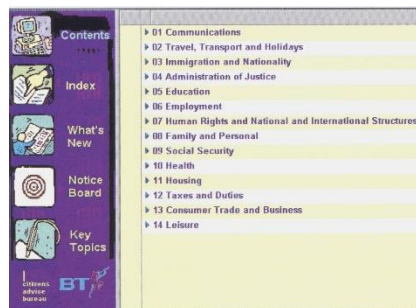 Contents
Index
What's
New
Notice
Board
Key
Topics
citizens
advice
bureau
BT
01 Communications
02 Travel, Transport and Holidays
03 Immigration and Nationality
04 Administration of Justice
05 Education
06 Employment
07 Human Rights and National and International Structures
08 Family and Personal
09 Social Security
10 Health
11 Housing
12 Taxes and Duties
13 Consumer Trade and Business
14 Leisure